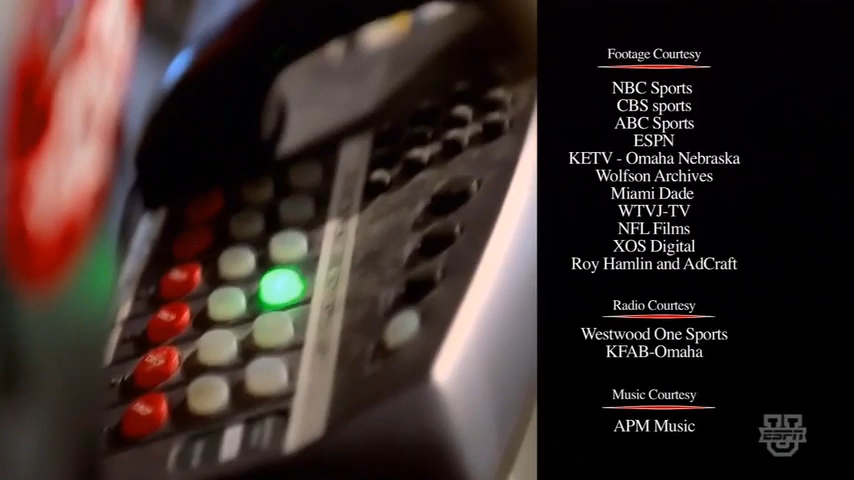 Footage Courtesy
NBC Sports
CBS sports
ABC Sports
ESPN
KETV - Omaha Nebraska
Wolfson Archives
Miami Dade
WTVJ-TV
NFL Films
XOS Digital
Roy Hamlin and AdCraft
Radio Courtesy
Westwood One Sports
KFAB-Omaha
Music Courtesy
APM Music
ESPN
U